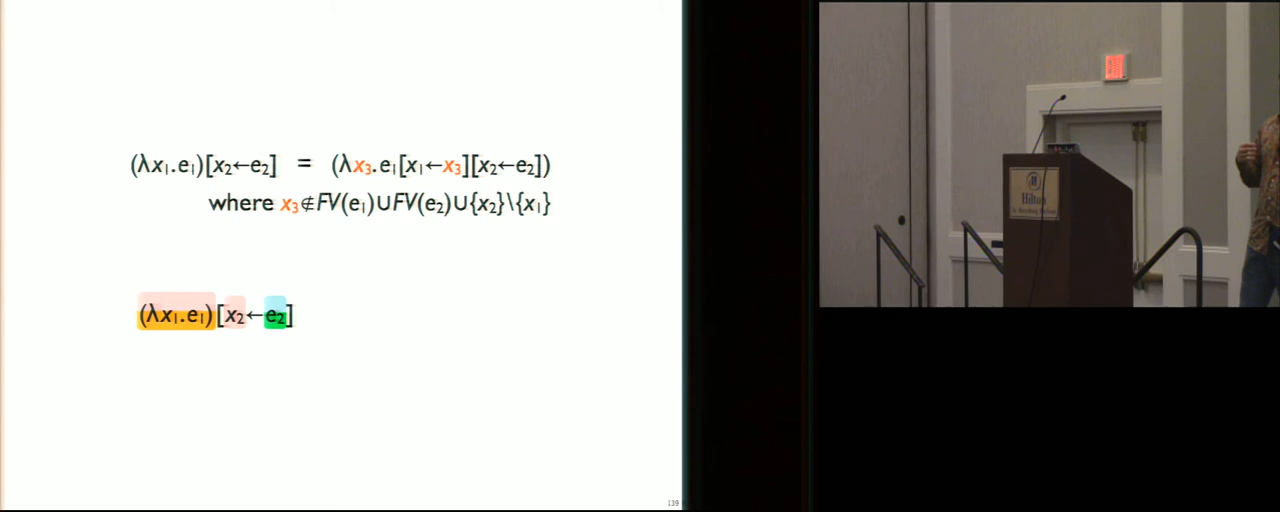 (λx₁.e₁)[x₂←e₂] = (λx₃.e₁[x₁←x₃][x₂←e₂])
where x₃∉FV(e₁)∪FV(e₂)∪{x₂}\{x₁}
(λx₁.e₁)[x₂←e₂]
139
Hilton